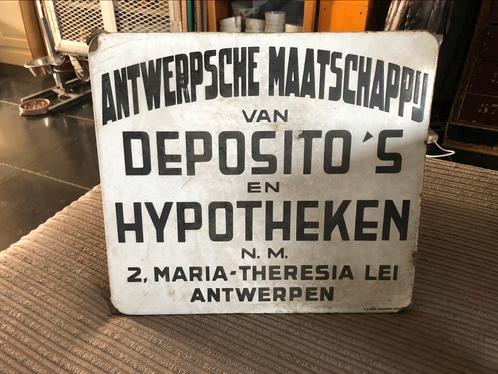 ANTWERPSCHE MAATSCHAPPIJ
VAN
DEPOSITO'S
EN
HYPOTHEKEN
N. M.
2, MARIA-THERESIA LEI
ANTWERPEN